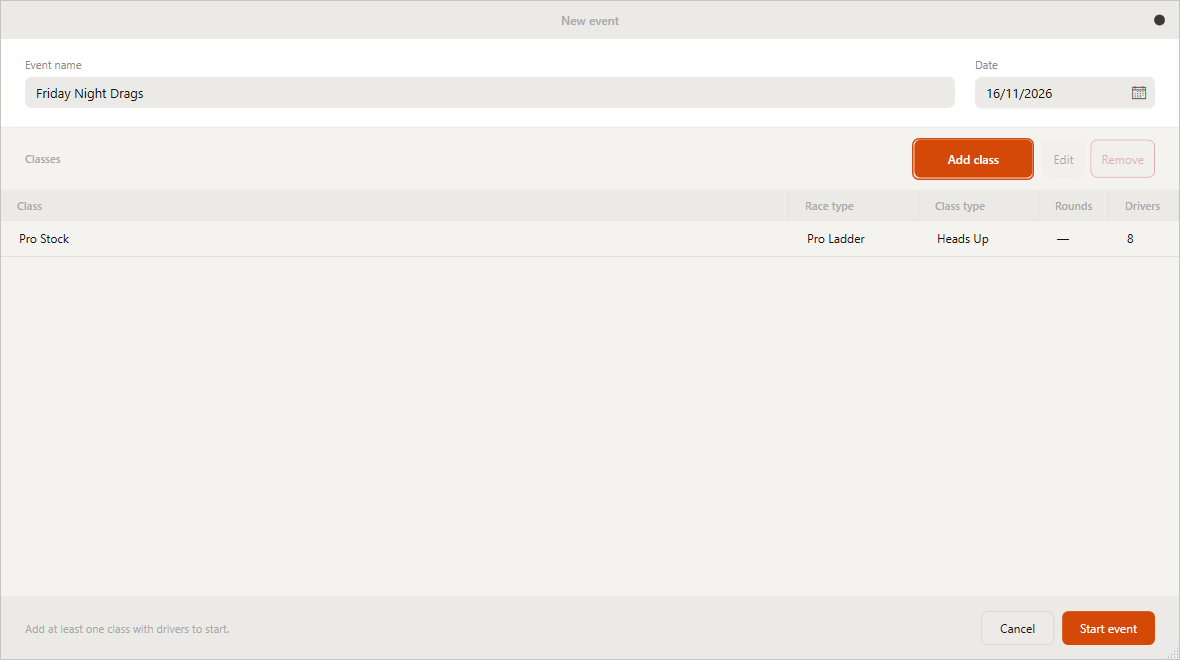 New event
Event name
Date
Friday Night Drags
16/11/2026
Classes
Add class
Edit
Remove
Class
Race type
Class type
Rounds
Drivers
Pro Stock
Pro Ladder
Heads Up
—
8
Add at least one class with drivers to start.
Cancel
Start event